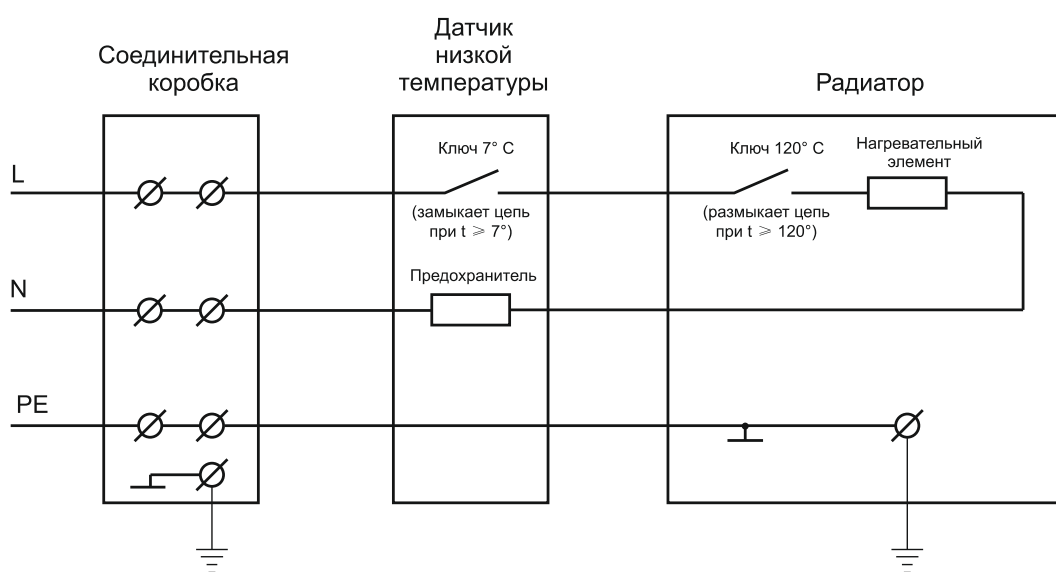 Соединительная
коробка
Датчик
низкой
температуры
Радиатор
L
Ключ 7° C
(замыкает цепь
при t ⩾ 7°)
Ключ 120° C
(размыкает цепь
при t ⩾ 120°)
Нагревательный
элемент
N
Предохранитель
PE